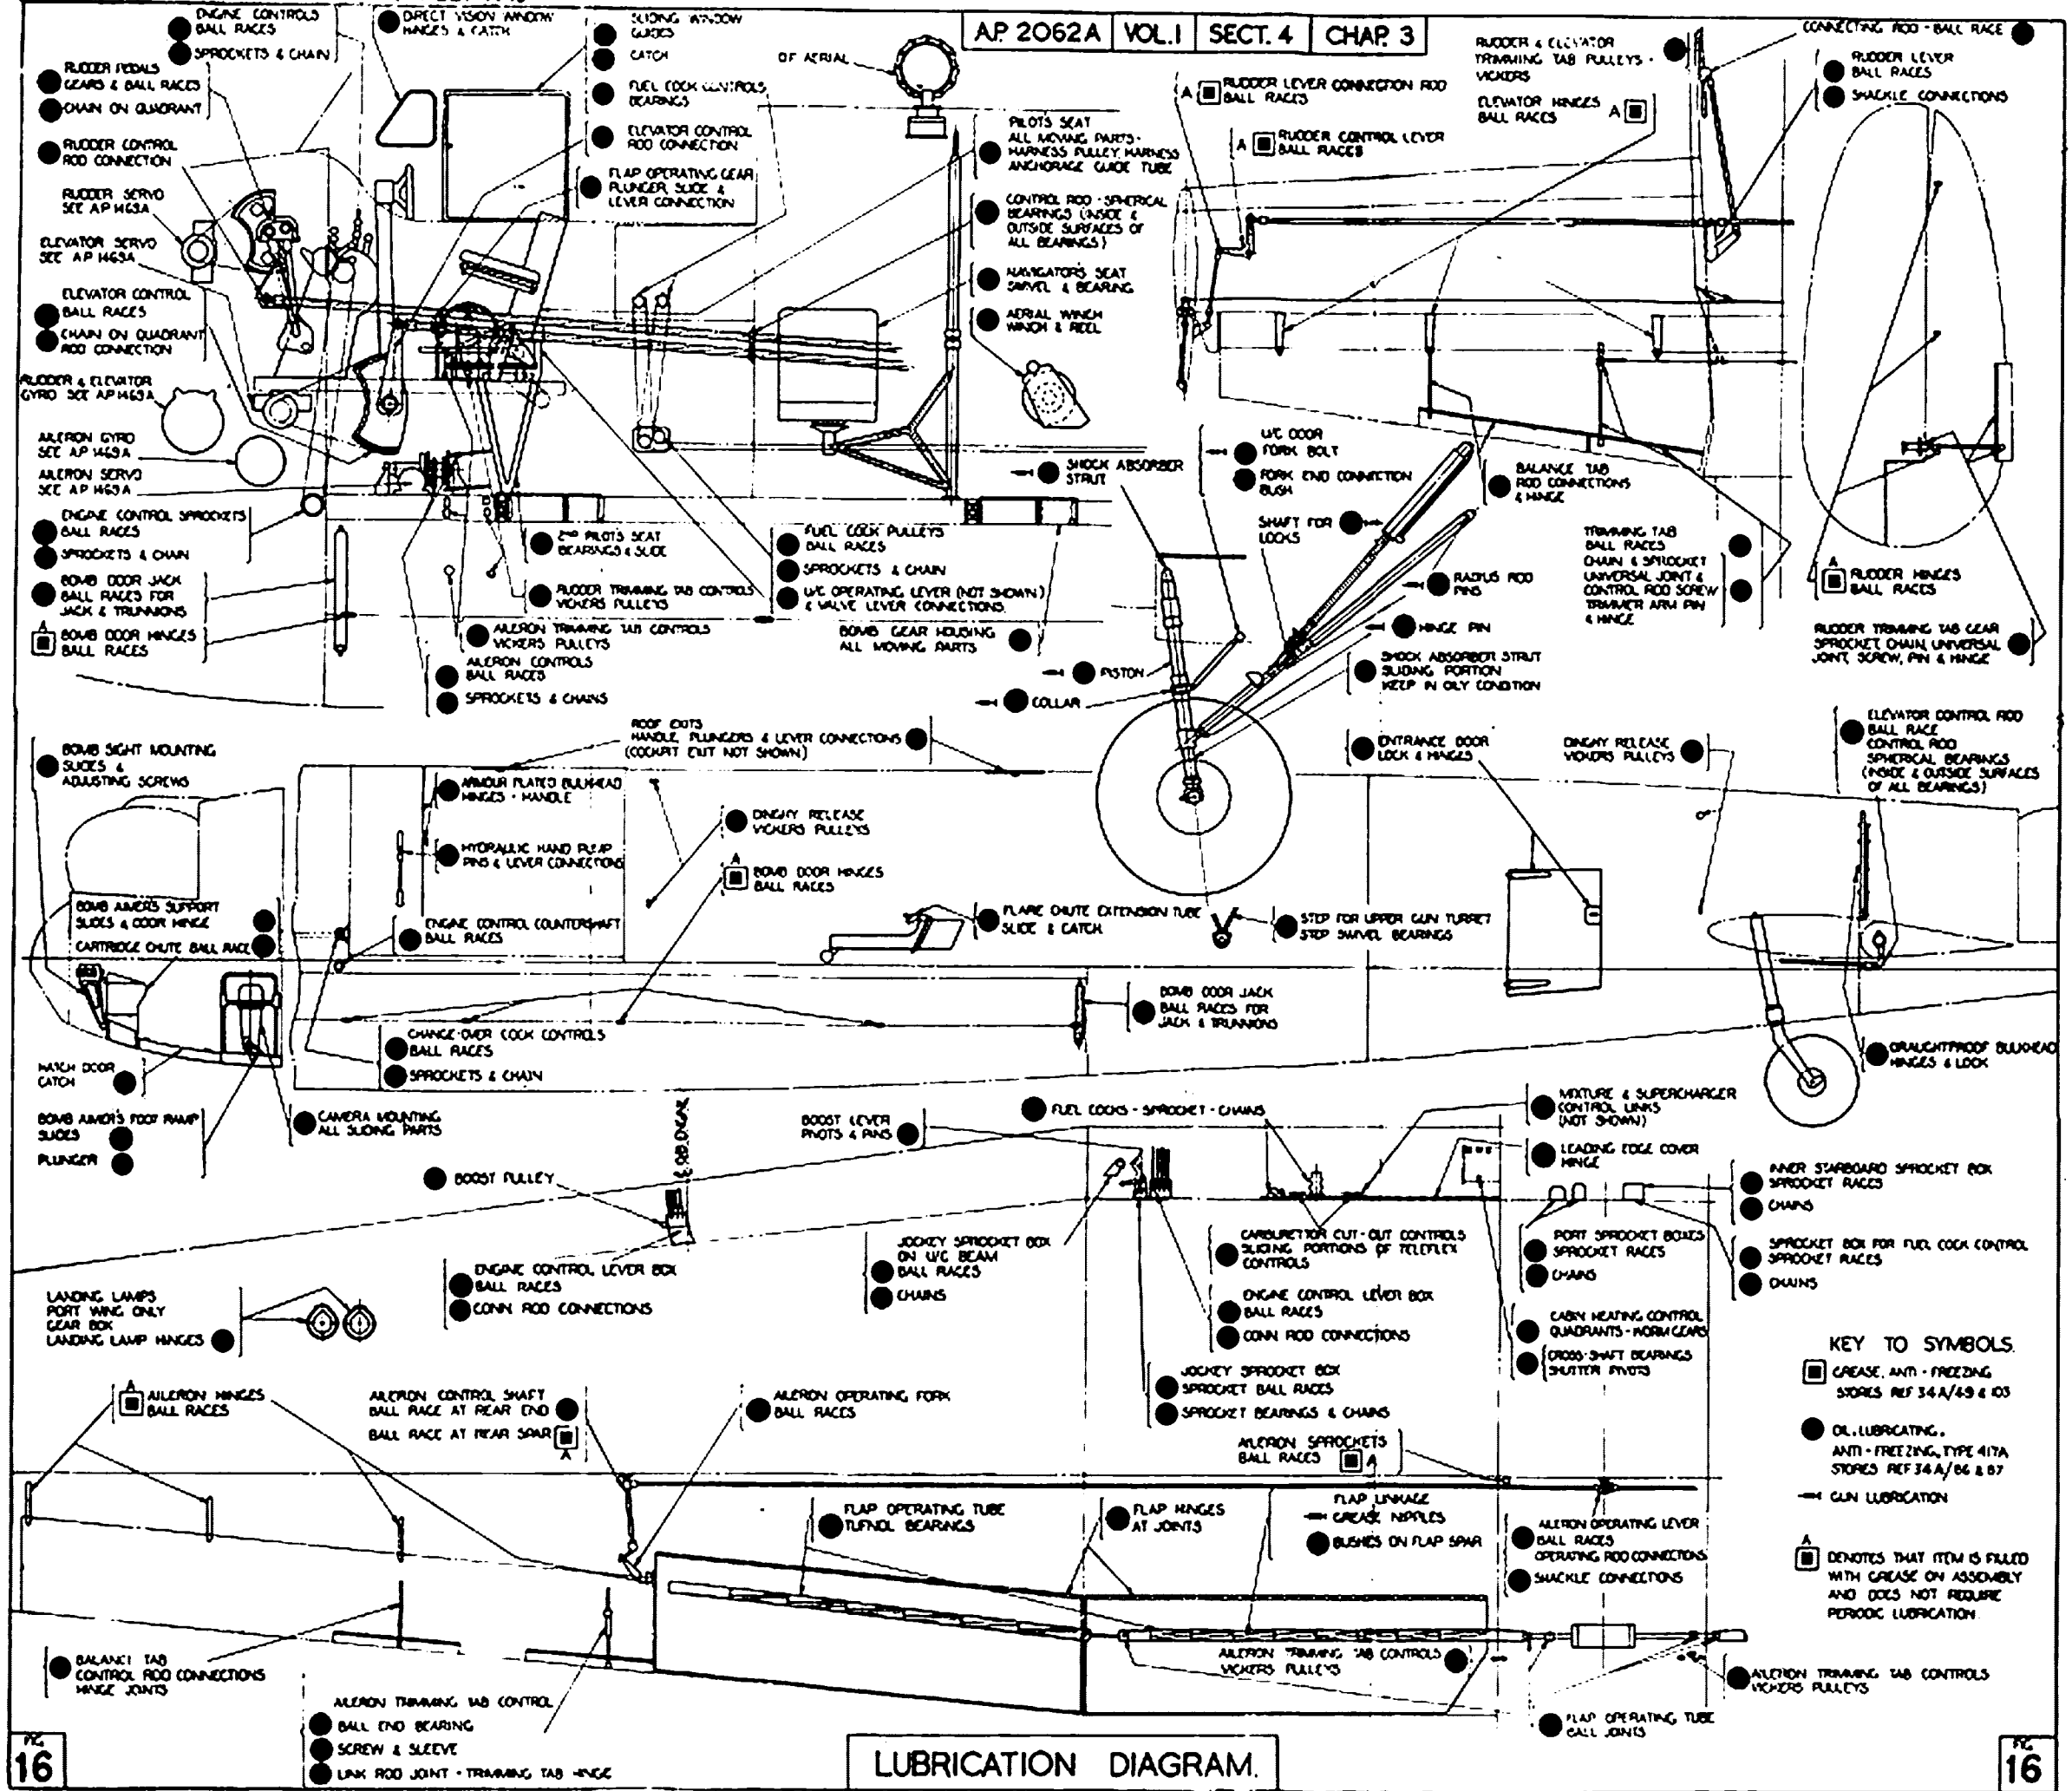 A.P. 2062A VOL.I SECT. 4 CHAP. 3
ENGINE CONTROLS
BALL RACES
SPROCKETS & CHAIN
DIRECT VISION WINDOW
HINGES & CATCH
SLIDING WINDOW
GUIDES
CATCH
FUEL COCK CONTROLS
BEARINGS
ELEVATOR CONTROL
ROD CONNECTION
FLAP OPERATING GEAR
PLUNGER, SLIDE &
LEVER CONNECTION
RUDDER PEDALS
GEARS & BALL RACES
CHAIN ON QUADRANT
RUDDER CONTROL
ROD CONNECTION
RUDDER SERVO
SEE A.P. 1469A
ELEVATOR SERVO
SEE A.P. 1469A
ELEVATOR CONTROL
BALL RACES
CHAIN ON QUADRANT
ROD CONNECTION
RUDDER & ELEVATOR
GYRO SEE A.P. 1469A
AILERON GYRO
SEE A.P. 1469A
AILERON SERVO
SEE A.P. 1469A
ENGINE CONTROL SPROCKETS
BALL RACES
SPROCKETS & CHAIN
BOMB DOOR JACK
BALL RACES FOR
JACK & TRUNNIONS
A
BOMB DOOR HINGES
BALL RACES
DF AERIAL
PILOT'S SEAT
ALL MOVING PARTS -
HARNESS PULLEY, HARNESS
ANCHORAGE GUIDE TUBE
CONTROL ROD - SPHERICAL
BEARINGS (INSIDE &
OUTSIDE SURFACES OF
ALL BEARINGS)
NAVIGATOR'S SEAT
SWIVEL & BEARING
AERIAL WINCH
WINCH & REEL
A
RUDDER LEVER CONNECTION ROD
BALL RACES
A
RUDDER CONTROL LEVER
BALL RACES
RUDDER & ELEVATOR
TRIMMING TAB PULLEYS -
VICKERS
ELEVATOR HINGES
BALL RACES
A
CONNECTING ROD - BALL RACE
RUDDER LEVER
BALL RACES
SHACKLE CONNECTIONS
2ND PILOT'S SEAT
BEARINGS & SLIDE
RUDDER TRIMMING TAB CONTROLS
VICKERS PULLEYS
AILERON TRIMMING TAB CONTROLS
VICKERS PULLEYS
AILERON CONTROLS
BALL RACES
SPROCKETS & CHAINS
FUEL COCK PULLEYS
BALL RACES
SPROCKETS & CHAIN
U/C OPERATING LEVER (NOT SHOWN)
& VALVE LEVER CONNECTIONS.
BOMB GEAR HOUSING
ALL MOVING PARTS
SHOCK ABSORBER
STRUT
U/C DOOR
FORK BOLT
FORK END CONNECTION
BUSH
SHAFT FOR
LOCKS
BALANCE TAB
ROD CONNECTIONS
& HINGE
RADIUS ROD
PINS
HINGE PIN
SHOCK ABSORBER STRUT
SLIDING PORTION
KEEP IN OILY CONDITION
PISTON
COLLAR
TRIMMING TAB
BALL RACES
CHAIN & SPROCKET
UNIVERSAL JOINT &
CONTROL ROD SCREW
TRIMMER ARM PIN
& HINGE
A
RUDDER HINGES
BALL RACES
RUDDER TRIMMING TAB GEAR
SPROCKET CHAIN, UNIVERSAL
JOINT, SCREW, PIN & HINGE
BOMB SIGHT MOUNTING
SLIDES &
ADJUSTING SCREWS
ROOF EXITS
HANDLE, PLUNGERS & LEVER CONNECTIONS
(COCKPIT EXIT NOT SHOWN)
ARMOUR PLATED BULKHEAD
HINGES - HANDLE
HYDRAULIC HAND PUMP
PINS & LEVER CONNECTIONS
DINGHY RELEASE
VICKERS PULLEYS
A
BOMB DOOR HINGES
BALL RACES
ENTRANCE DOOR
LOCK & HINGES
DINGHY RELEASE
VICKERS PULLEYS
ELEVATOR CONTROL ROD
BALL RACE
CONTROL ROD
SPHERICAL BEARINGS
(INSIDE & OUTSIDE SURFACES
OF ALL BEARINGS)
BOMB AIMER'S SUPPORT
SLIDES & DOOR HINGE
CARTRIDGE CHUTE BALL RACE
ENGINE CONTROL COUNTERSHAFT
BALL RACES
FLARE CHUTE EXTENSION TUBE
SLIDE & CATCH
STEP FOR UPPER GUN TURRET
STEP SWIVEL BEARINGS
BOMB DOOR JACK
BALL RACES FOR
JACK & TRUNNIONS
CHANGE-OVER COCK CONTROLS
BALL RACES
SPROCKETS & CHAIN
HATCH DOOR
CATCH
BOMB AIMER'S FOOT RAMP
SLIDES
PLUNGER
CAMERA MOUNTING
ALL SLIDING PARTS
DRAUGHTPROOF BULKHEAD
HINGES & LOCK
BOOST PULLEY
BOOST LEVER
PIVOTS & PINS
FUEL COCKS - SPROCKET - CHAINS
MIXTURE & SUPERCHARGER
CONTROL LINKS
(NOT SHOWN)
LEADING EDGE COVER
HINGE
INNER STARBOARD SPROCKET BOX
SPROCKET RACES
CHAINS
ENGINE CONTROL LEVER BOX
BALL RACES
CONN ROD CONNECTIONS
JOCKEY SPROCKET BOX
ON U/C BEAM
BALL RACES
CHAINS
CARBURETTOR CUT-OUT CONTROLS
SLIDING PORTIONS OF TELEFLEX
CONTROLS
ENGINE CONTROL LEVER BOX
BALL RACES
CONN ROD CONNECTIONS
PORT SPROCKET BOXES
SPROCKET RACES
CHAINS
SPROCKET BOX FOR FUEL COCK CONTROL
SPROCKET RACES
CHAINS
CABIN HEATING CONTROL
QUADRANTS - WORM GEARS
CROSS-SHAFT BEARINGS
SHUTTER PIVOTS
LANDING LAMPS
PORT WING ONLY
GEAR BOX
LANDING LAMP HINGES
JOCKEY SPROCKET BOX
SPROCKET BALL RACES
SPROCKET BEARINGS & CHAINS
A
AILERON HINGES
BALL RACES
AILERON CONTROL SHAFT
BALL RACE AT REAR END
BALL RACE AT REAR SPAR
A
AILERON OPERATING FORK
BALL RACES
AILERON SPROCKETS
BALL RACES
A
KEY TO SYMBOLS.
GREASE, ANTI-FREEZING
STORES REF 34A/49 & 103
OIL, LUBRICATING,
ANTI-FREEZING, TYPE 417A
STORES REF 34A/86 & 87
GUN LUBRICATION
A
DENOTES THAT ITEM IS FILLED
WITH GREASE ON ASSEMBLY
AND DOES NOT REQUIRE
PERIODIC LUBRICATION.
FLAP OPERATING TUBE
TUFNOL BEARINGS
FLAP HINGES
AT JOINTS
FLAP LINKAGE
GREASE NIPPLES
BUSHES ON FLAP SPAR
AILERON OPERATING LEVER
BALL RACES
OPERATING ROD CONNECTIONS
SHACKLE CONNECTIONS
BALANCE TAB
CONTROL ROD CONNECTIONS
HINGE JOINTS
AILERON TRIMMING TAB CONTROL
BALL END BEARING
SCREW & SLEEVE
LINK ROD JOINT - TRIMMING TAB HINGE
AILERON TRIMMING TAB CONTROLS
VICKERS PULLEYS
AILERON TRIMMING TAB CONTROLS
VICKERS PULLEYS
FLAP OPERATING TUBE
BALL JOINTS
FIG
16
LUBRICATION DIAGRAM.
FIG
16